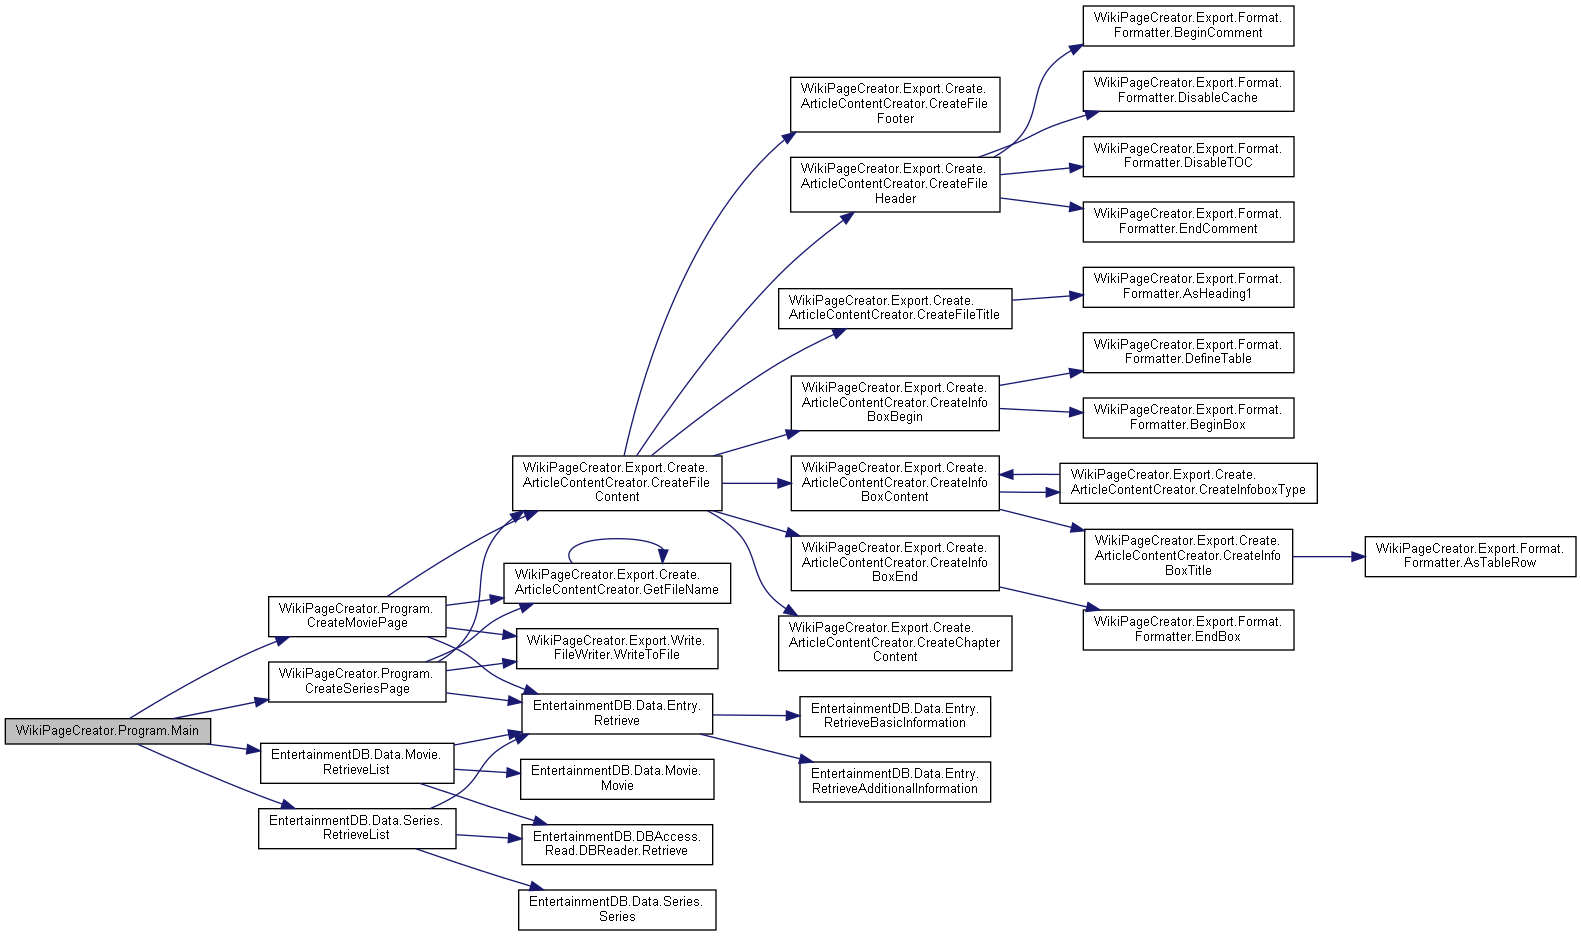 WikiPageCreator.Export.Format.
Formatter.BeginComment
WikiPageCreator.Export.Create.
ArticleContentCreator.CreateFile
Footer
WikiPageCreator.Export.Format.
Formatter.DisableCache
WikiPageCreator.Export.Format.
Formatter.DisableTOC
WikiPageCreator.Export.Create.
ArticleContentCreator.CreateFile
Header
WikiPageCreator.Export.Format.
Formatter.EndComment
WikiPageCreator.Export.Format.
Formatter.AsHeading1
WikiPageCreator.Export.Create.
ArticleContentCreator.CreateFileTitle
WikiPageCreator.Export.Format.
Formatter.DefineTable
WikiPageCreator.Export.Create.
ArticleContentCreator.CreateInfo
BoxBegin
WikiPageCreator.Export.Format.
Formatter.BeginBox
WikiPageCreator.Export.Create.
ArticleContentCreator.CreateFile
Content
WikiPageCreator.Export.Create.
ArticleContentCreator.CreateInfo
BoxContent
WikiPageCreator.Export.Create.
ArticleContentCreator.CreateInfoboxType
WikiPageCreator.Export.Create.
ArticleContentCreator.CreateInfo
BoxTitle
WikiPageCreator.Export.Format.
Formatter.AsTableRow
WikiPageCreator.Export.Create.
ArticleContentCreator.CreateInfo
BoxEnd
WikiPageCreator.Export.Create.
ArticleContentCreator.GetFileName
WikiPageCreator.Program.
CreateMoviePage
WikiPageCreator.Export.Format.
Formatter.EndBox
WikiPageCreator.Export.Create.
ArticleContentCreator.CreateChapter
Content
WikiPageCreator.Export.Write.
FileWriter.WriteToFile
WikiPageCreator.Program.
CreateSeriesPage
EntertainmentDB.Data.Entry.
Retrieve
EntertainmentDB.Data.Entry.
RetrieveBasicInformation
WikiPageCreator.Program.Main
EntertainmentDB.Data.Movie.
RetrieveList
EntertainmentDB.Data.Movie.
Movie
EntertainmentDB.Data.Entry.
RetrieveAdditionalInformation
EntertainmentDB.Data.Series.
RetrieveList
EntertainmentDB.DBAccess.
Read.DBReader.Retrieve
EntertainmentDB.Data.Series.
Series